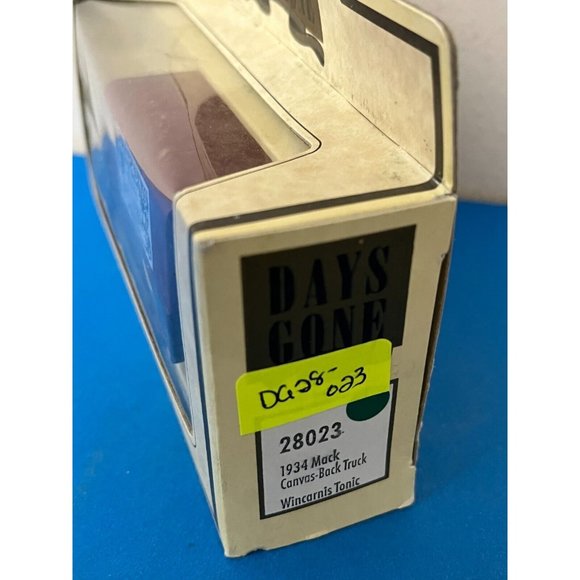 DAYS
GONE
DG28-
023
28023
1934 Mack
Canvas-Back Truck
Wincarnis Tonic